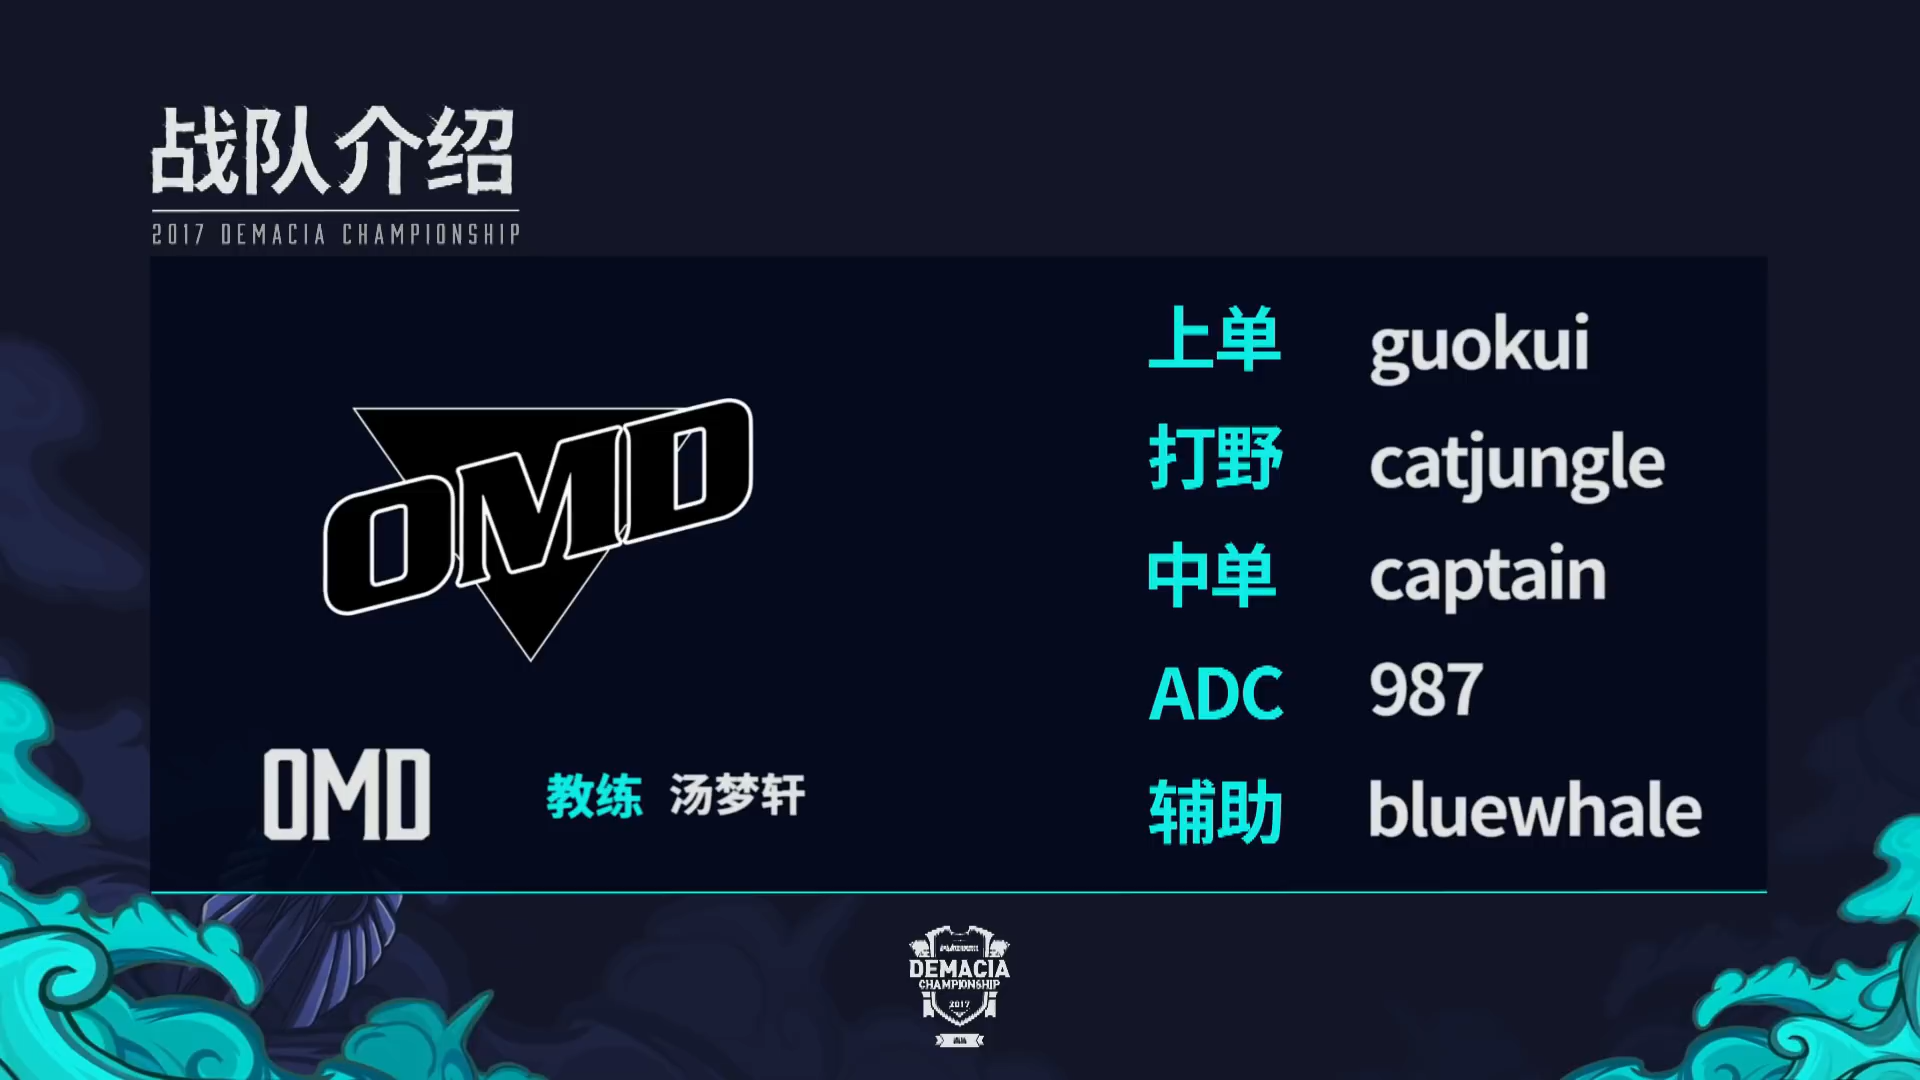 战队介绍
2017 DEMACIA CHAMPIONSHIP
OMD
OMD
教练 汤梦轩
上单 guokui
打野 catjungle
中单 captain
ADC 987
辅助 bluewhale
DEMACIA
CHAMPIONSHIP
2017